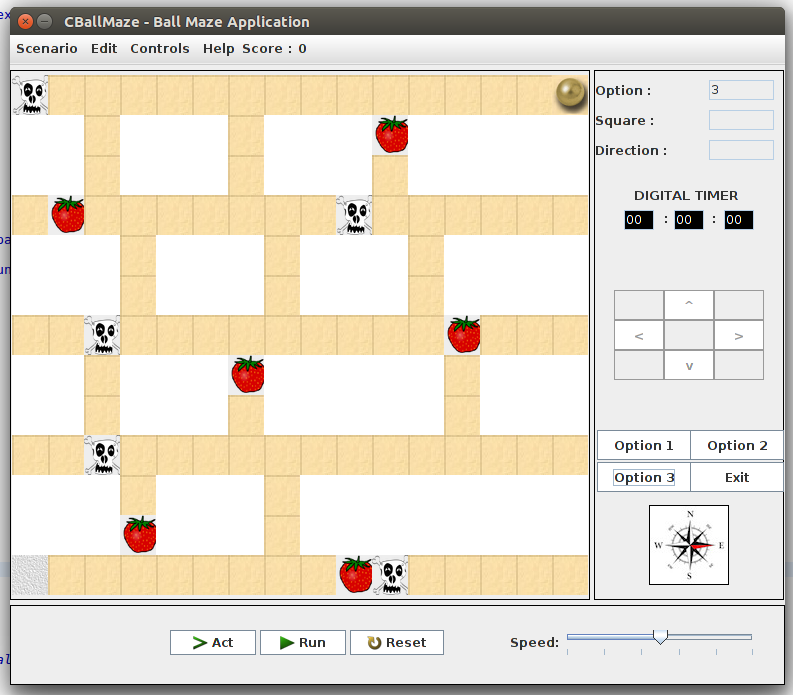 CBallMaze - Ball Maze Application
Scenario Edit Controls Help Score : 0
Option : 3
Square :
Direction :
DIGITAL TIMER
00 : 00 : 00
^
< >
v
Option 1 Option 2
Option 3 Exit
N
W E
S
Act Run Reset Speed: